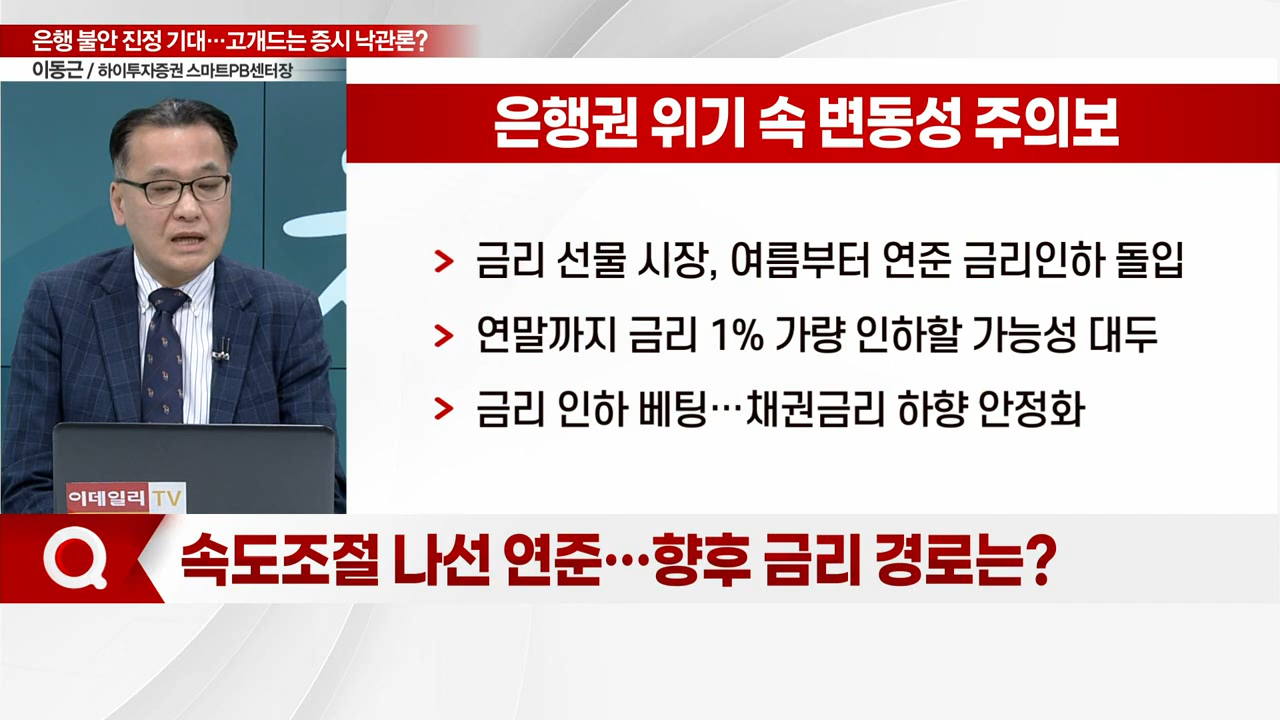 은행 불안 진정 기대…고개드는 증시 낙관론?
이동근 / 하이투자증권 스마트PB센터장
은행권 위기 속 변동성 주의보
> 금리 선물 시장, 여름부터 연준 금리인하 돌입
> 연말까지 금리 1% 가량 인하할 가능성 대두
> 금리 인하 베팅…채권금리 하향 안정화
이데일리 TV
Q 속도조절 나선 연준…향후 금리 경로는?